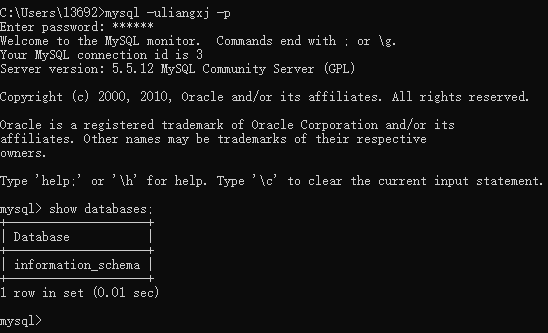 C:\Users\13692>mysql -uliangxj -p
Enter password: ******
Welcome to the MySQL monitor.  Commands end with ; or \g.
Your MySQL connection id is 3
Server version: 5.5.12 MySQL Community Server (GPL)
Copyright (c) 2000, 2010, Oracle and/or its affiliates. All rights reserved.
Oracle is a registered trademark of Oracle Corporation and/or its
affiliates. Other names may be trademarks of their respective
owners.
Type 'help;' or '\h' for help. Type '\c' to clear the current input statement.
mysql> show databases;
+--------------------+
| Database           |
+--------------------+
| information_schema |
+--------------------+
1 row in set (0.01 sec)
mysql>